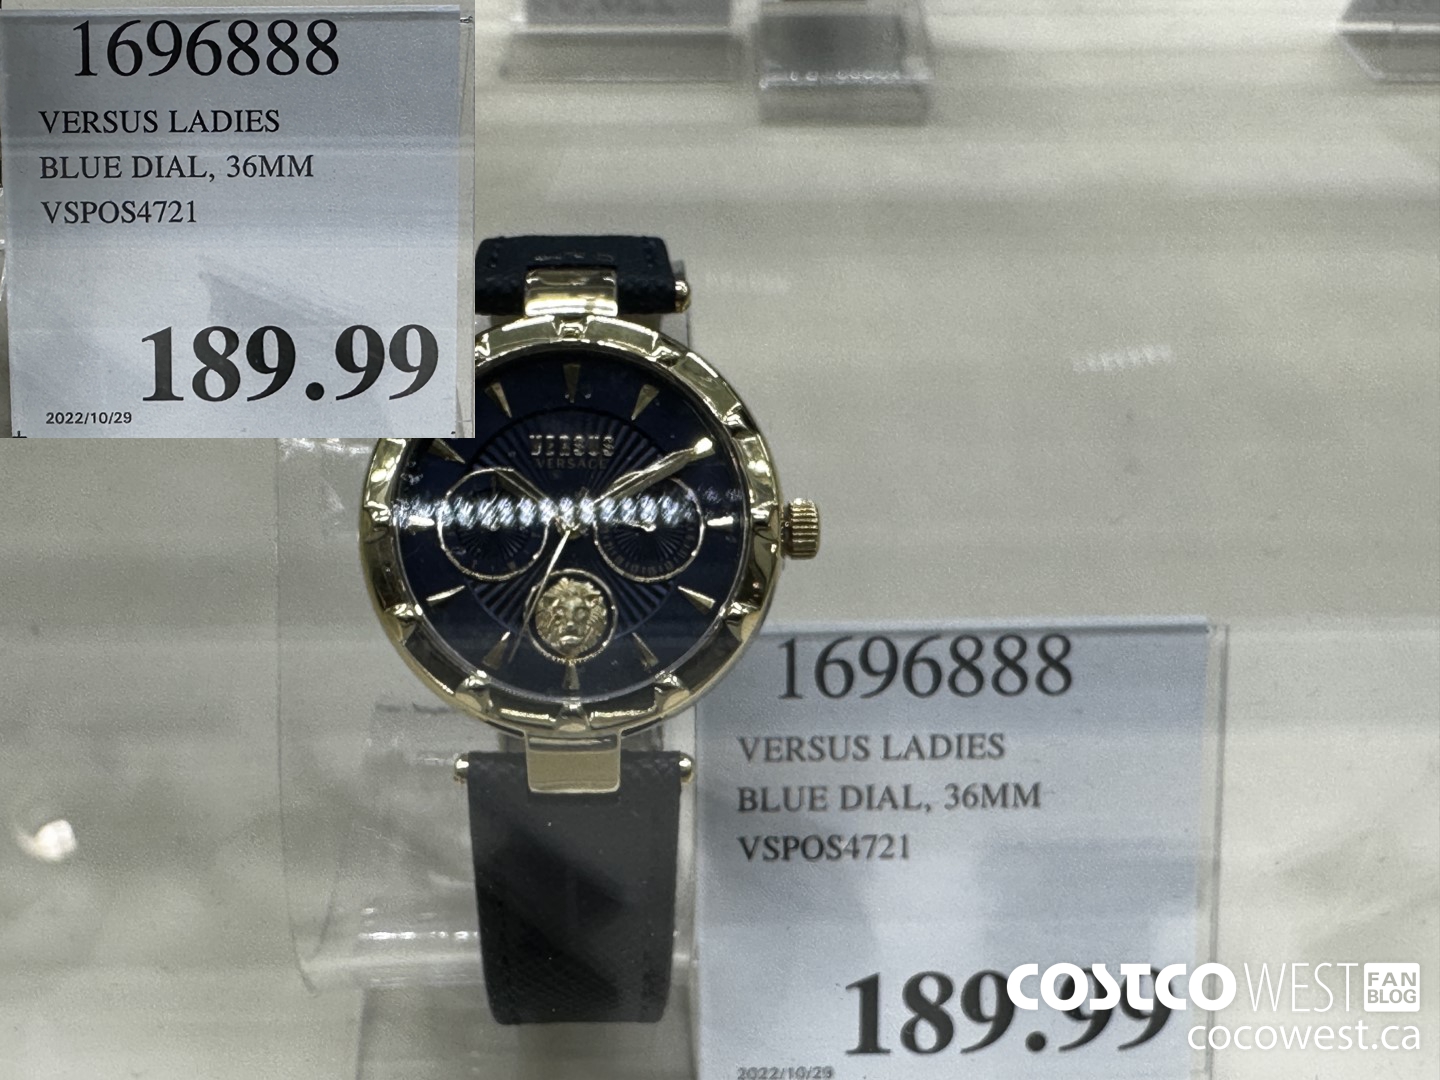 1696888
VERSUS LADIES
BLUE DIAL, 36MM
VSPOS4721
189.99
2022/10/29
VERSUS
VERSACE
1696888
VERSUS LADIES
BLUE DIAL, 36MM
VSPOS4721
189.99
2022/10/29
COSTCO WEST FAN BLOG
cocowest.ca